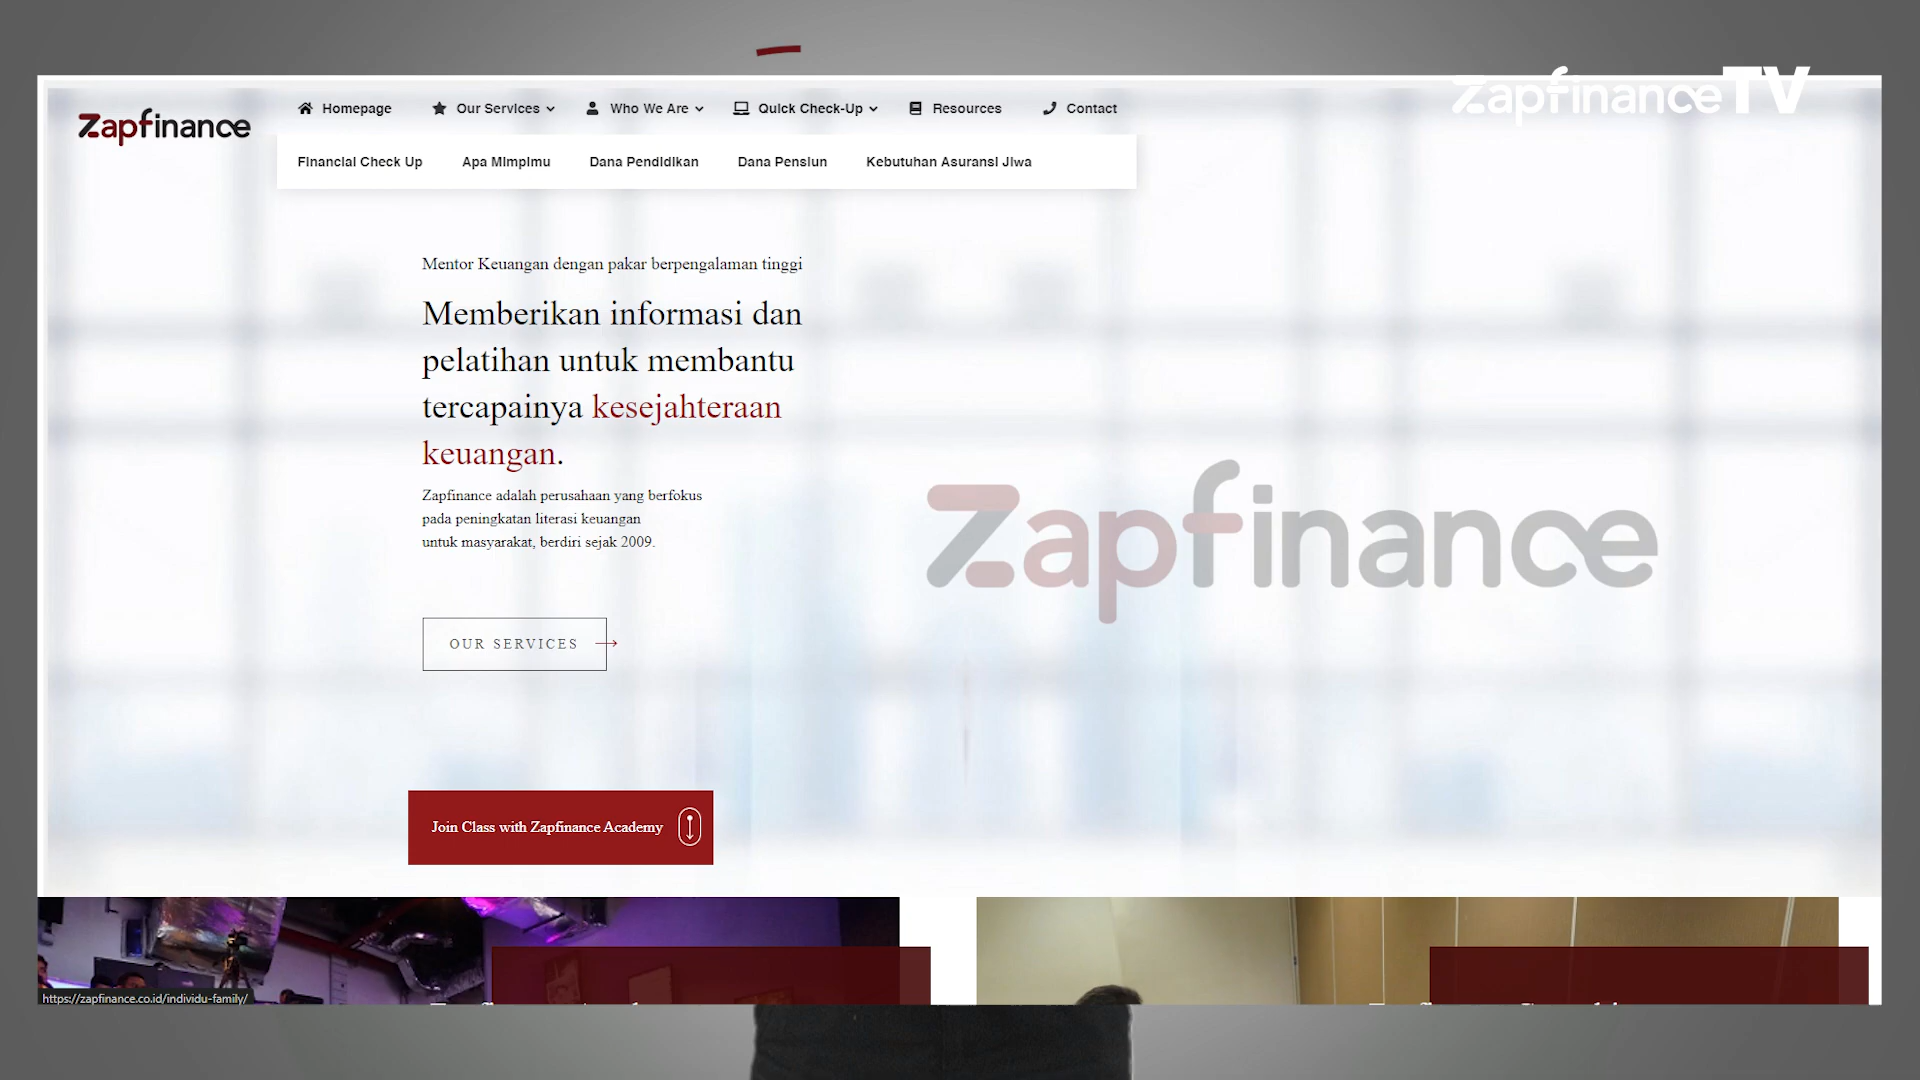 ZapfinanceTV
Zapfinance
Homepage
Our Services
Who We Are
Quick Check-Up
Resources
Contact
Financial Check Up
Apa Mimpimu
Dana Pendidikan
Dana Pensiun
Kebutuhan Asuransi Jiwa
Mentor Keuangan dengan pakar berpengalaman tinggi
Memberikan informasi dan
pelatihan untuk membantu
tercapainya kesejahteraan
keuangan.
Zapfinance adalah perusahaan yang berfokus
pada peningkatan literasi keuangan
untuk masyarakat, berdiri sejak 2009.
Zapfinance
OUR SERVICES
Join Class with Zapfinance Academy
https://zapfinance.co.id/individu-family/